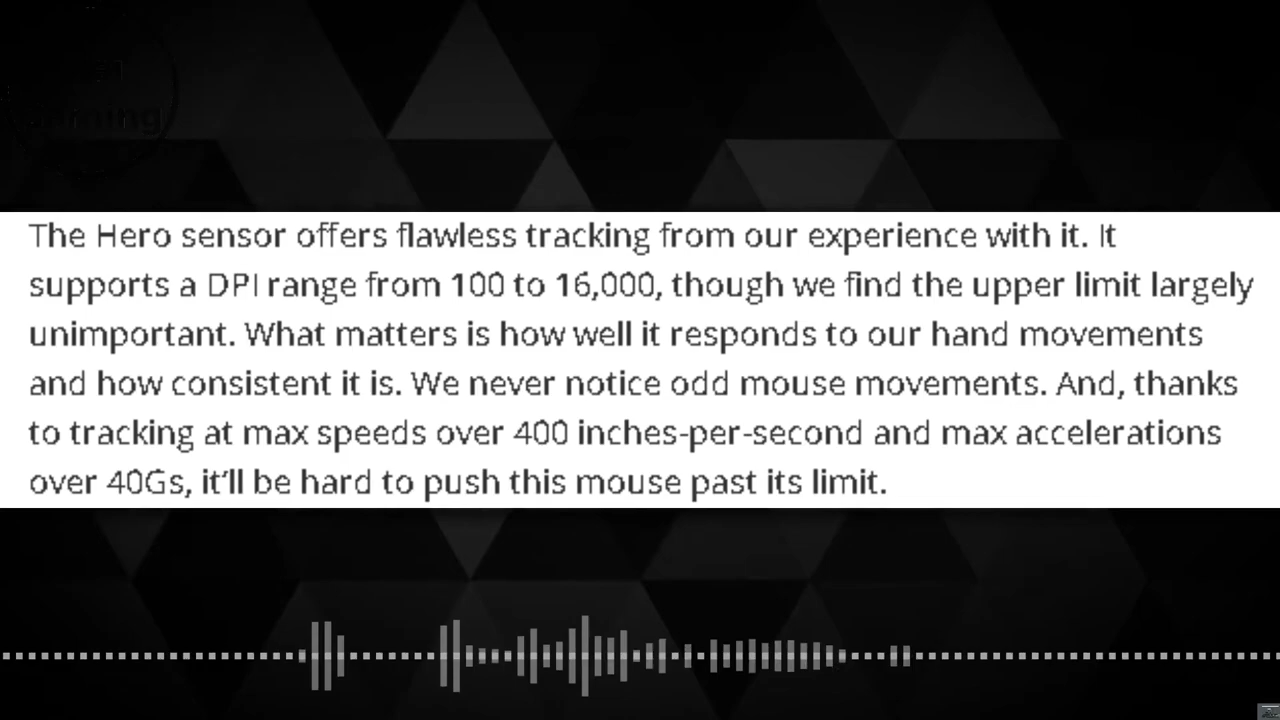 The Hero sensor offers flawless tracking from our experience with it. It
supports a DPI range from 100 to 16,000, though we find the upper limit largely
unimportant. What matters is how well it responds to our hand movements
and how consistent it is. We never notice odd mouse movements. And, thanks
to tracking at max speeds over 400 inches-per-second and max accelerations
over 40Gs, it’ll be hard to push this mouse past its limit.